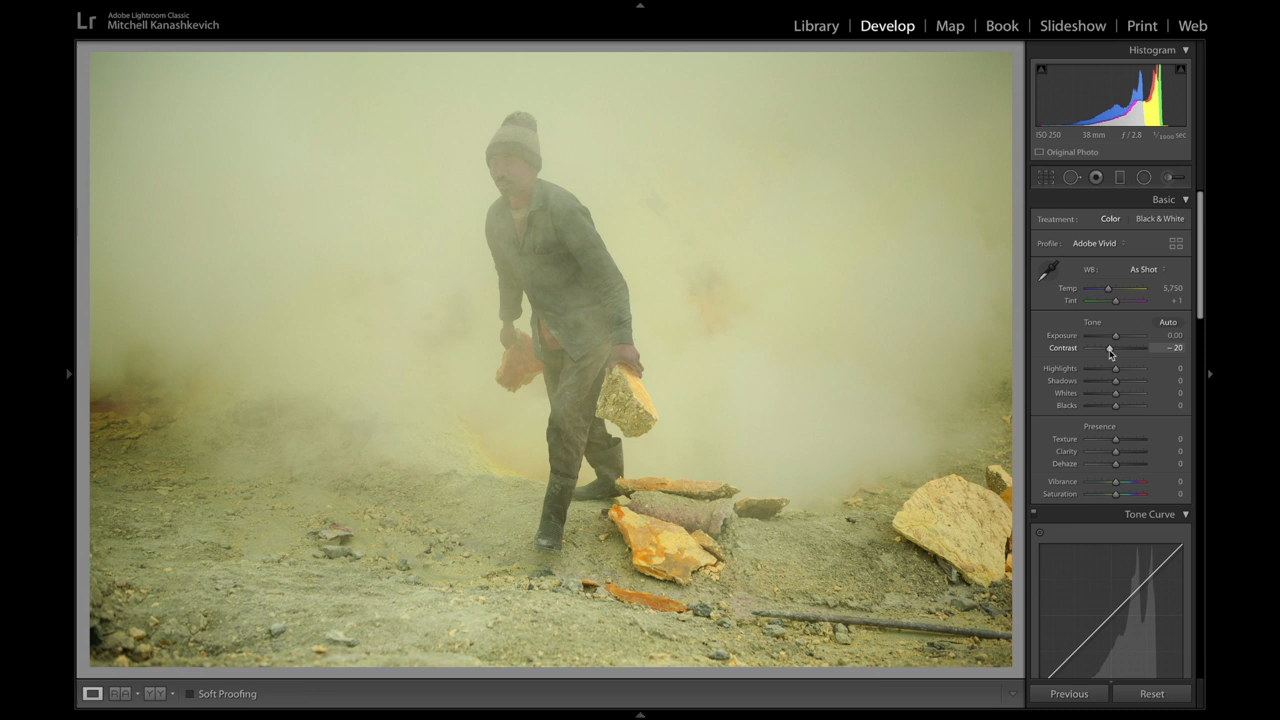 Lr
Adobe Lightroom Classic
Mitchell Kanashkevich
Library | Develop | Map | Book | Slideshow | Print | Web
Histogram
ISO 250 38 mm ƒ / 2.8 1/1000 sec
Original Photo
Basic
Treatment : Color Black & White
Profile : Adobe Vivid
WB : As Shot
Temp 5,750
Tint + 1
Tone Auto
Exposure 0.00
Contrast – 20
Highlights 0
Shadows 0
Whites 0
Blacks 0
Presence
Texture 0
Clarity 0
Dehaze 0
Vibrance 0
Saturation 0
Tone Curve
R A Y Y Soft Proofing
Previous Reset